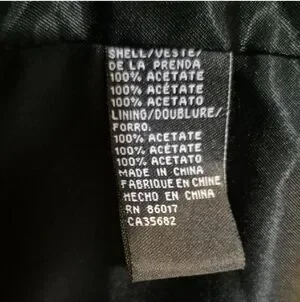 SHELL/VESTE/
DE LA PRENDA
100% ACETATE
100% ACÉTATE
100% ACETATO
LINING/DOUBLURE/
FORRO.
100% ACETATE
100% ACÉTATE
100% ACETATO
MADE IN CHINA
FABRIQUE EN CHINE
HECHO EN CHINA
RN 86017
CA35682